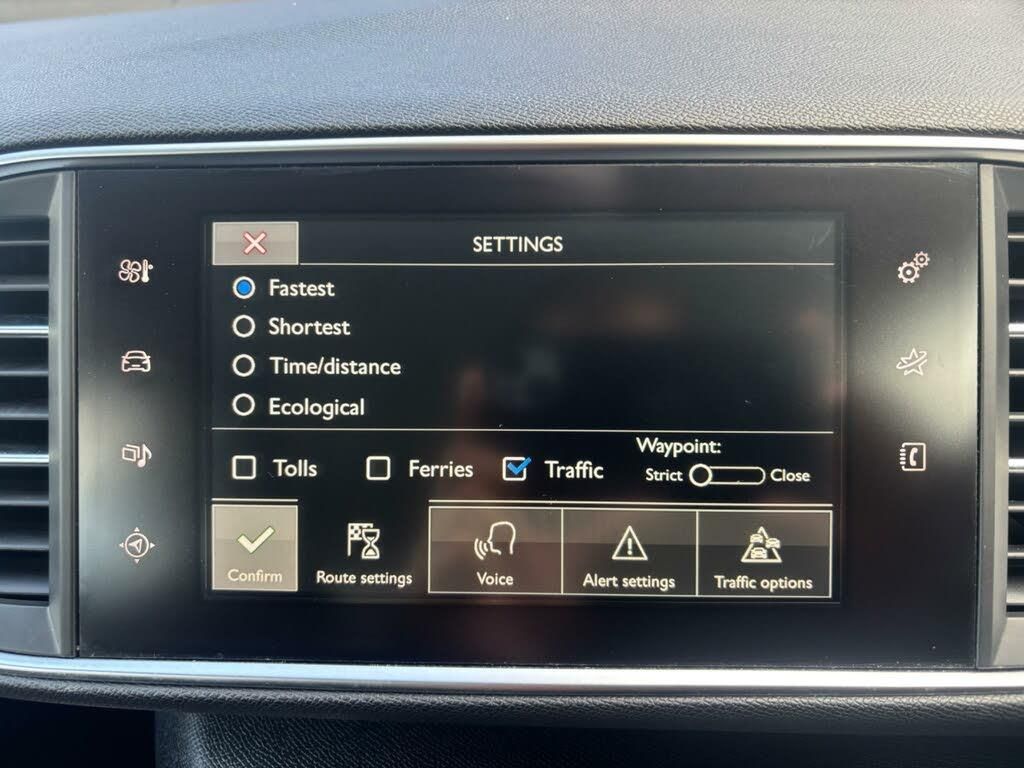 SETTINGS
Fastest
Shortest
Time/distance
Ecological
Waypoint:
Tolls Ferries Traffic Strict Close
Confirm Route settings Voice Alert settings Traffic options